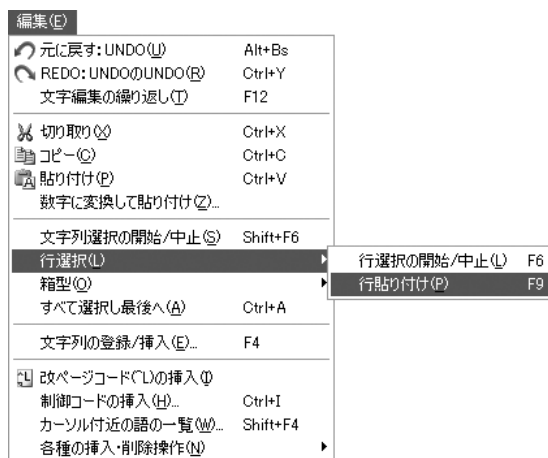 編集(E)
元に戻す:UNDO(U) Alt+Bs
REDO:UNDOのUNDO(R) Ctrl+Y
文字編集の繰り返し(T) F12
切り取り(X) Ctrl+X
コピー(C) Ctrl+C
貼り付け(P) Ctrl+V
数字に変換して貼り付け(Z)...
文字列選択の開始/中止(S) Shift+F6
行選択(L)
行選択の開始/中止(L) F6
箱型(O)
行貼り付け(P) F9
すべて選択し最後へ(A) Ctrl+A
文字列の登録/挿入(E)... F4
改ページコード(^L)の挿入(I)
制御コードの挿入(H)... Ctrl+I
カーソル付近の語の一覧(W)... Shift+F4
各種の挿入・削除操作(N)